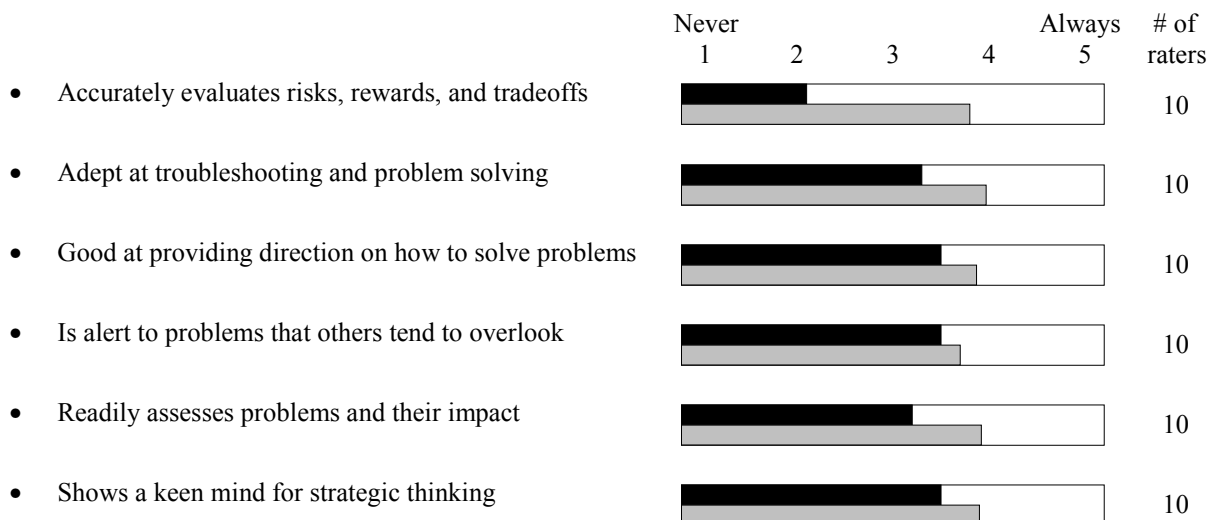 Never Always # of
1 2 3 4 5 raters
• Accurately evaluates risks, rewards, and tradeoffs 10
• Adept at troubleshooting and problem solving 10
• Good at providing direction on how to solve problems 10
• Is alert to problems that others tend to overlook 10
• Readily assesses problems and their impact 10
• Shows a keen mind for strategic thinking 10